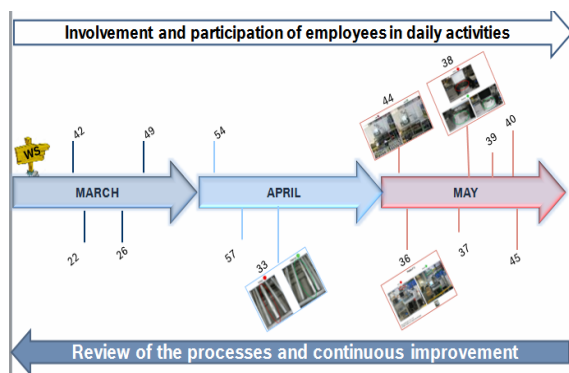 Involvement and participation of employees in daily activities
38
44
42
49
54
40
39
WS
MARCH
APRIL
MAY
22
26
57
33
36
37
45
Review of the processes and continuous improvement